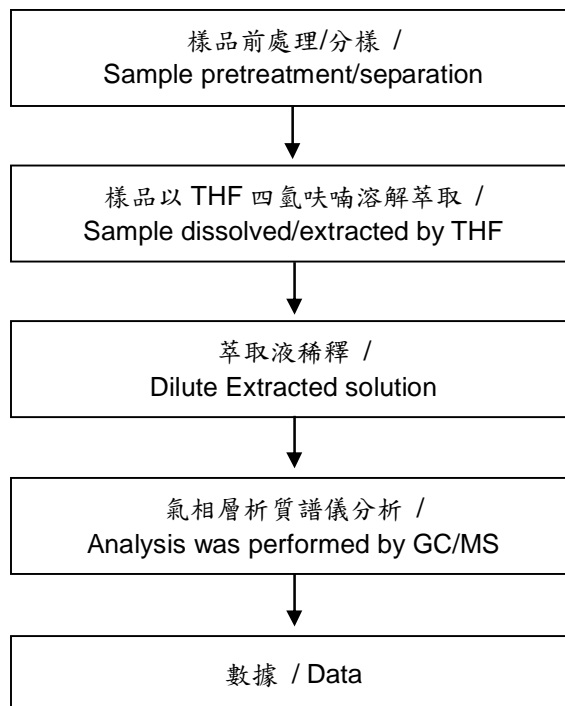 樣品前處理/分樣 /
Sample pretreatment/separation
樣品以 THF 四氫呋喃溶解萃取 /
Sample dissolved/extracted by THF
萃取液稀釋 /
Dilute Extracted solution
氣相層析質譜儀分析 /
Analysis was performed by GC/MS
數據 / Data